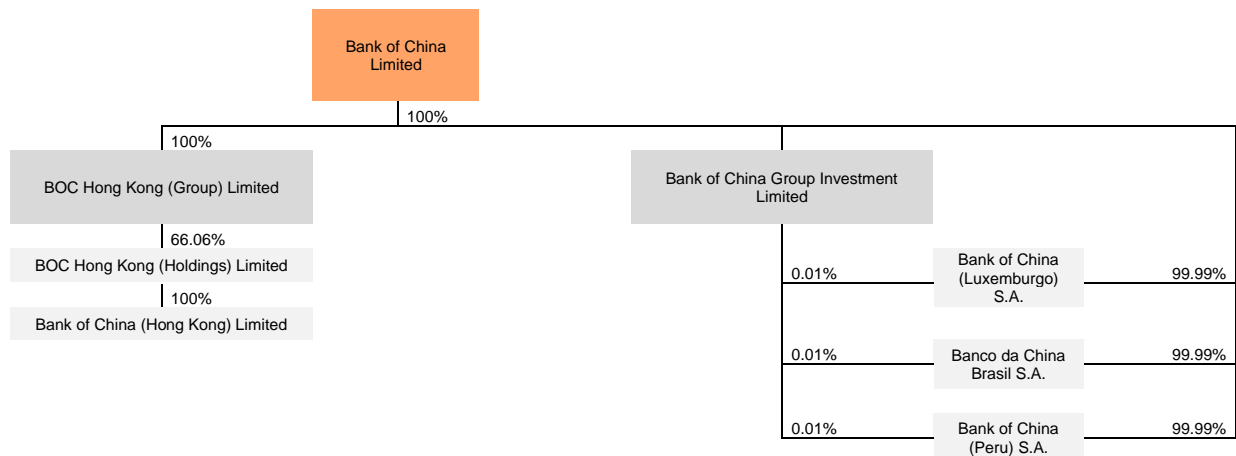 Bank of China
Limited
100%
100%
BOC Hong Kong (Group) Limited
Bank of China Group Investment
Limited
66.06%
BOC Hong Kong (Holdings) Limited
100%
Bank of China (Hong Kong) Limited
0.01%
Bank of China
(Luxemburgo)
S.A.
99.99%
0.01%
Banco da China
Brasil S.A.
99.99%
0.01%
Bank of China
(Peru) S.A.
99.99%